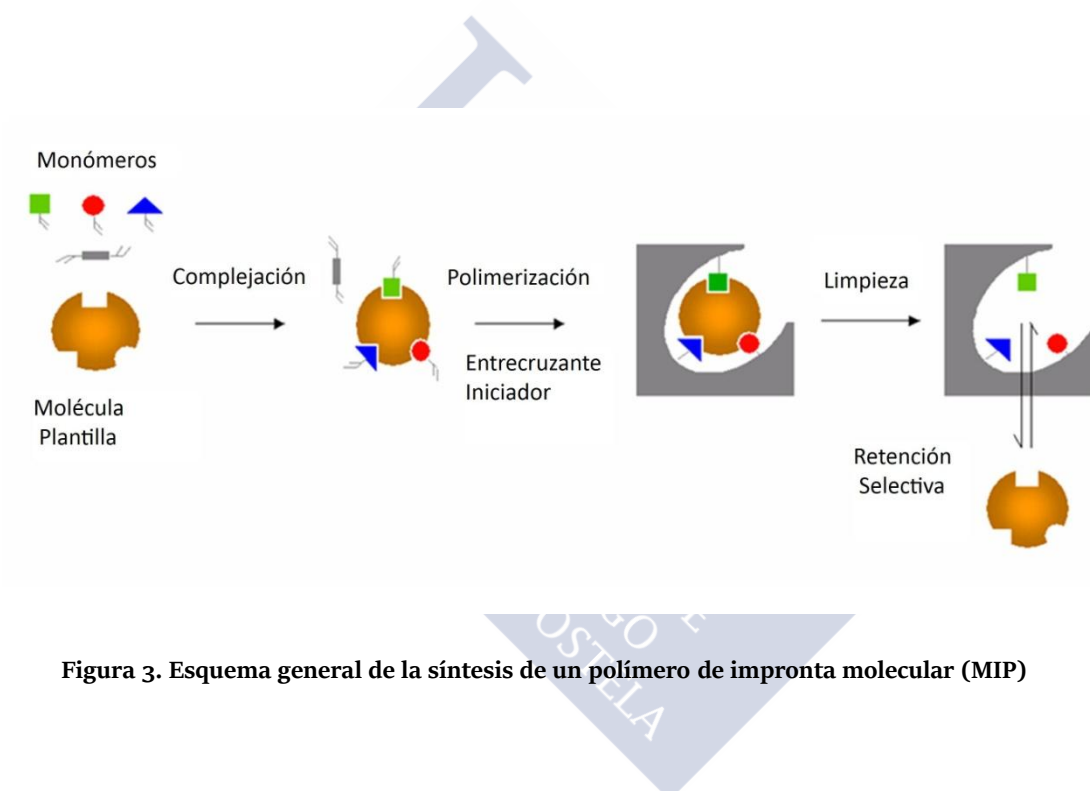 Monómeros
Complejación
Polimerización
Limpieza
Entrecruzante
Iniciador
Molécula
Plantilla
Retención
Selectiva
OSTELA
Figura 3. Esquema general de la síntesis de un polímero de impronta molecular (MIP)